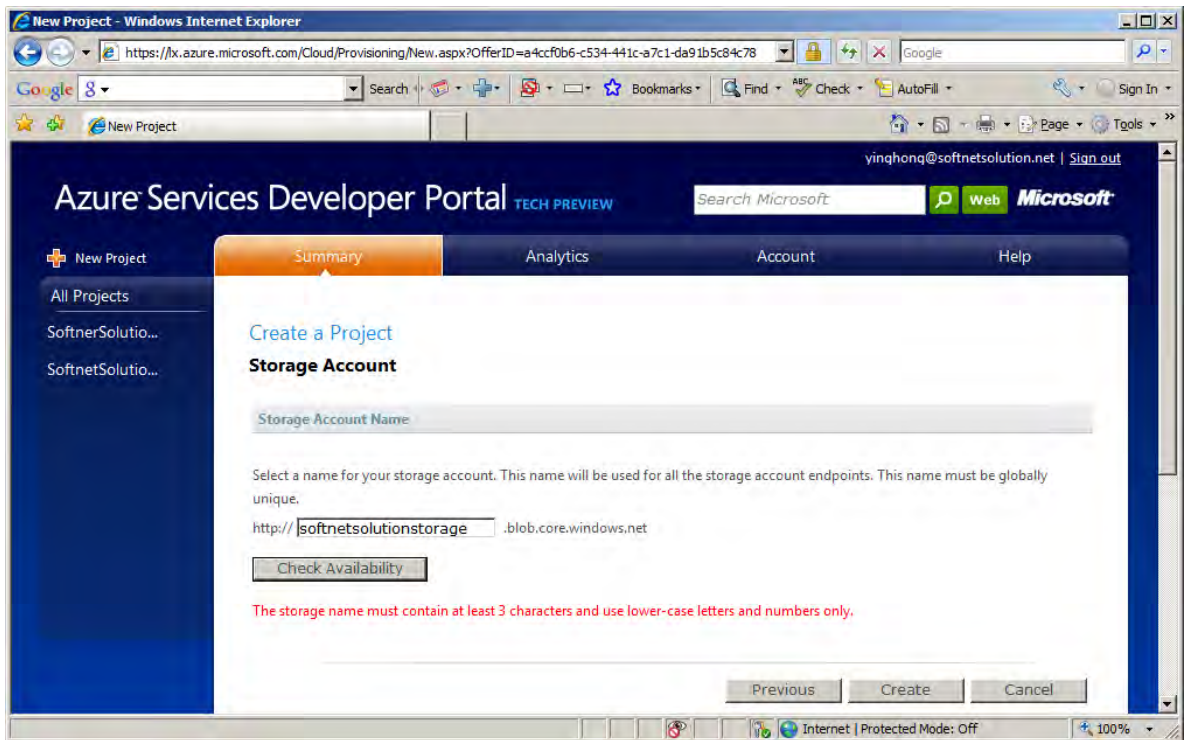 New Project - Windows Internet Explorer
https://lx.azure.microsoft.com/Cloud/Provisioning/New.aspx?OfferID=a4ccf0b6-c534-441c-a7c1-da91b5c84c78
Google
Google Search Bookmarks Find ABC Check AutoFill Sign In
New Project Page Tools
yinghong@softnetsolution.net | Sign out
Azure Services Developer Portal TECH PREVIEW
Search Microsoft Web Microsoft
New Project Summary Analytics Account Help
All Projects
SoftnerSolutio...
SoftnetSolutio...
Create a Project
Storage Account
Storage Account Name
Select a name for your storage account. This name will be used for all the storage account endpoints. This name must be globally
unique.
http:// softnetsolutionstorage .blob.core.windows.net
Check Availability
The storage name must contain at least 3 characters and use lower-case letters and numbers only.
Previous Create Cancel
Internet | Protected Mode: Off 100%